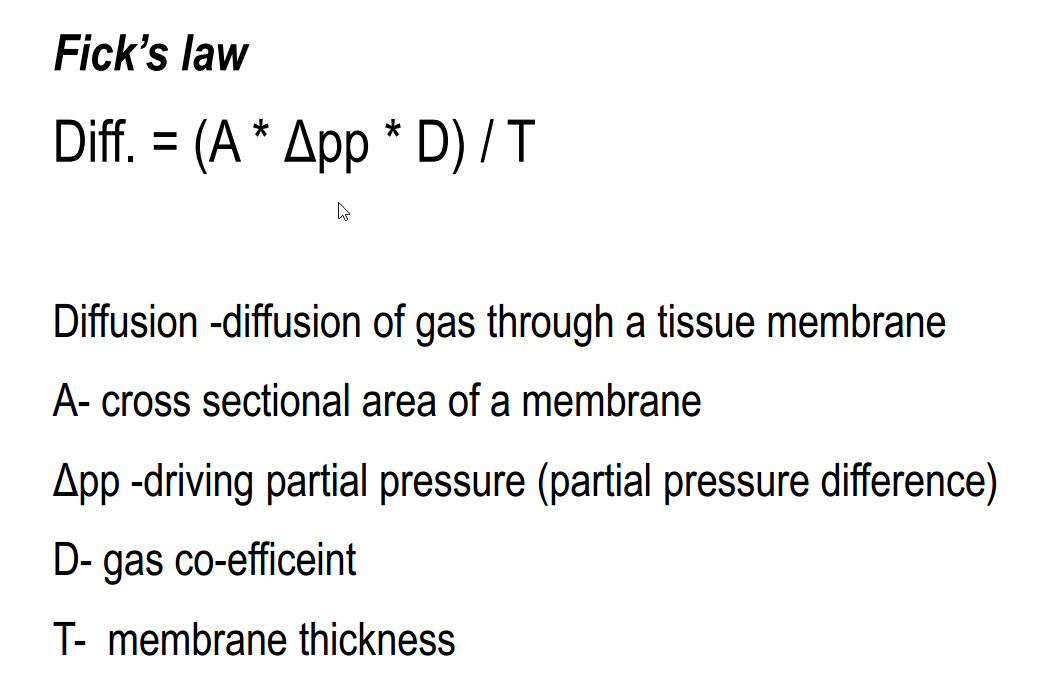 Fick’s law
Diff. = (A * Δpp * D) / T
Diffusion -diffusion of gas through a tissue membrane
A- cross sectional area of a membrane
Δpp -driving partial pressure (partial pressure difference)
D- gas co-efficeint
T- membrane thickness